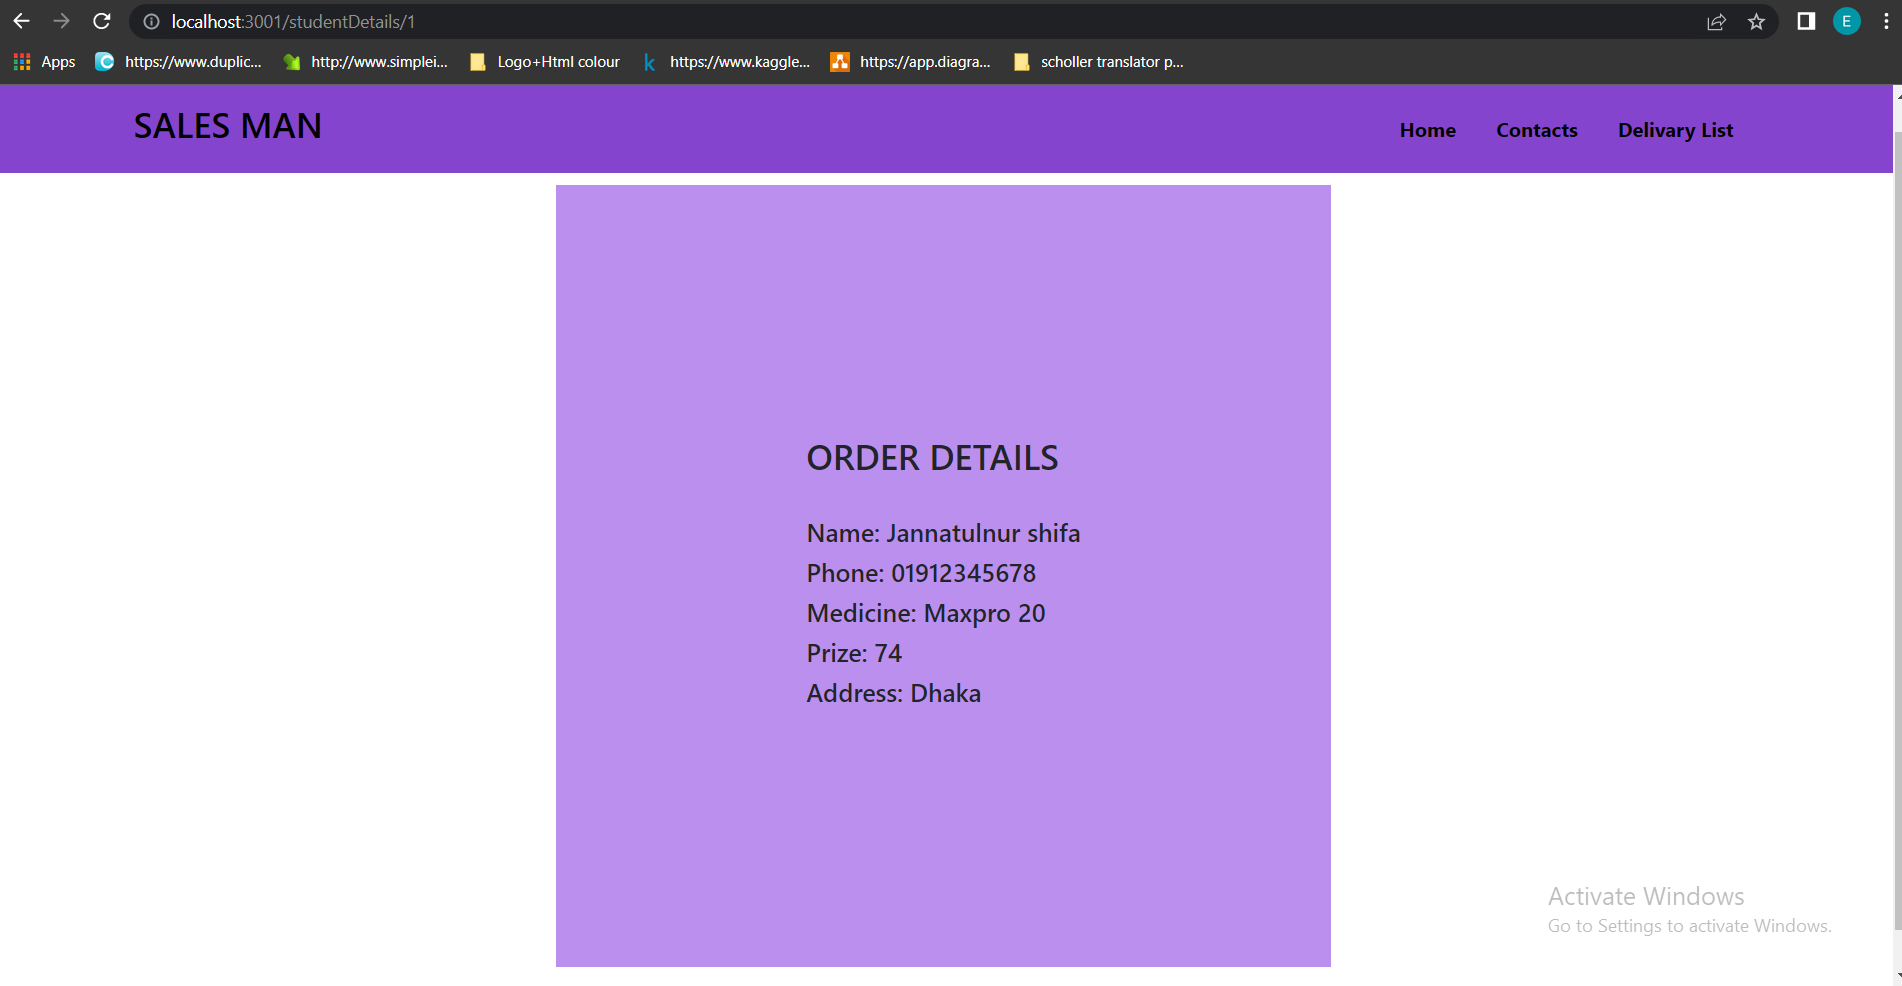 localhost:3001/studentDetails/1
E
Apps
https://www.duplic...
http://www.simplei...
Logo+Html colour
https://www.kaggle...
https://app.diagra...
scholler translator p...
SALES MAN
Home
Contacts
Delivary List
ORDER DETAILS
Name: Jannatulnur shifa
Phone: 01912345678
Medicine: Maxpro 20
Prize: 74
Address: Dhaka
Activate Windows
Go to Settings to activate Windows.